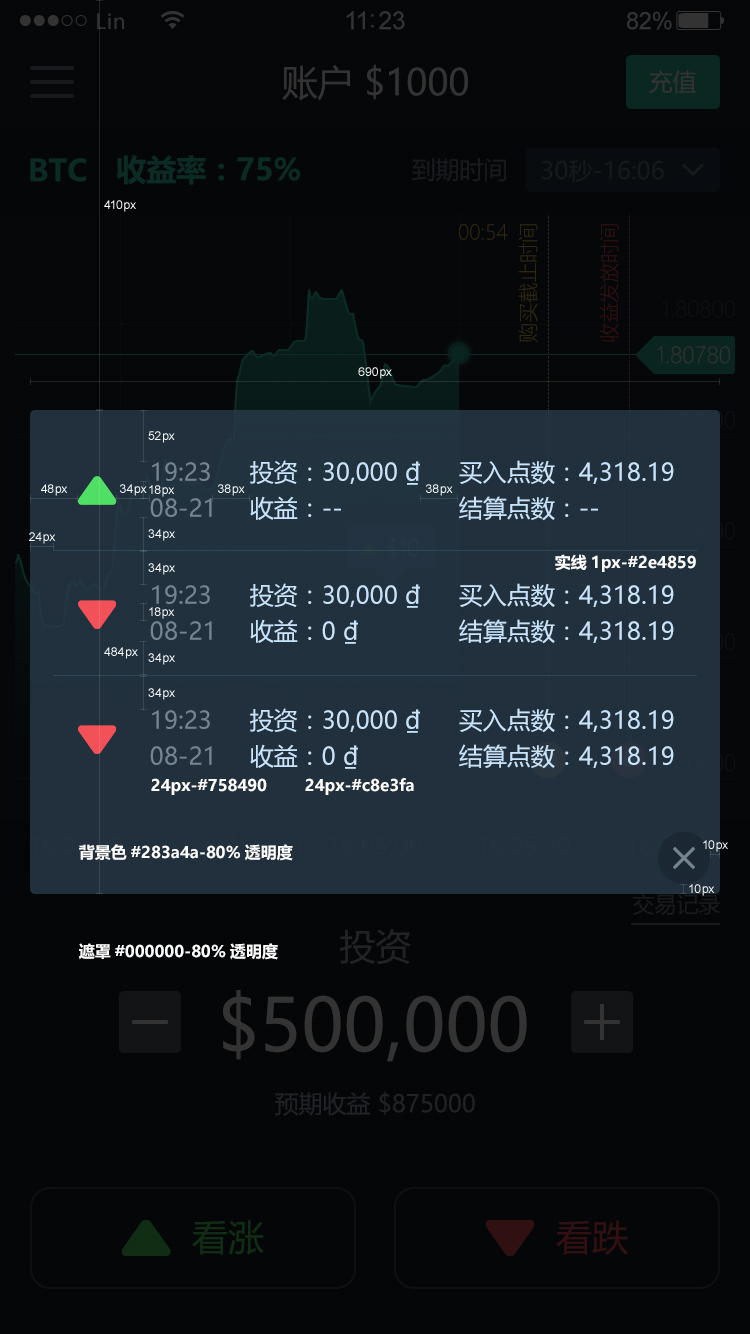 Lin 11:23 82%
账户 $1000 充值
BTC 收益率：75% 到期时间 30秒-16:06
410px
00:54
购买截止时间
收益发放时间
1.80800
1.80780
690px
52px
19:23 投资：30,000 ₫ 买入点数：4,318.19
48px 34px 18px 38px 38px
08-21 收益：-- 结算点数：--
24px 34px
实线 1px-#2e4859
34px
19:23 投资：30,000 ₫ 买入点数：4,318.19
18px
08-21 收益：0 ₫ 结算点数：4,318.19
484px 34px
34px
19:23 投资：30,000 ₫ 买入点数：4,318.19
08-21 收益：0 ₫ 结算点数：4,318.19
24px-#758490 24px-#c8e3fa
背景色 #283a4a-80% 透明度
10px
10px
交易记录
遮罩 #000000-80% 透明度
投资
$500,000
预期收益 $875000
看涨 看跌